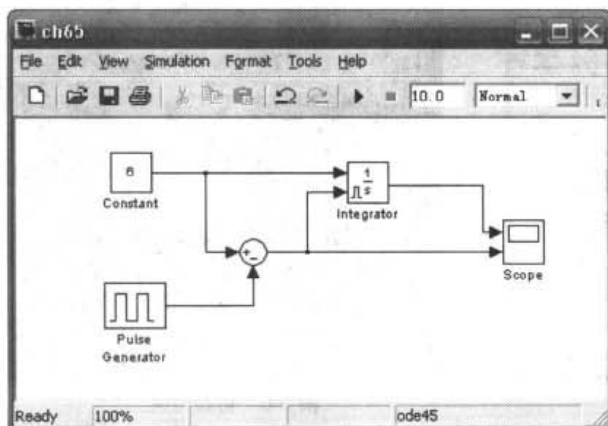 ch65
File Edit View Simulation Format Tools Help
10.0 Normal
6
Constant
1
s
Integrator
+-
Scope
Pulse
Generator
Ready 100% ode45